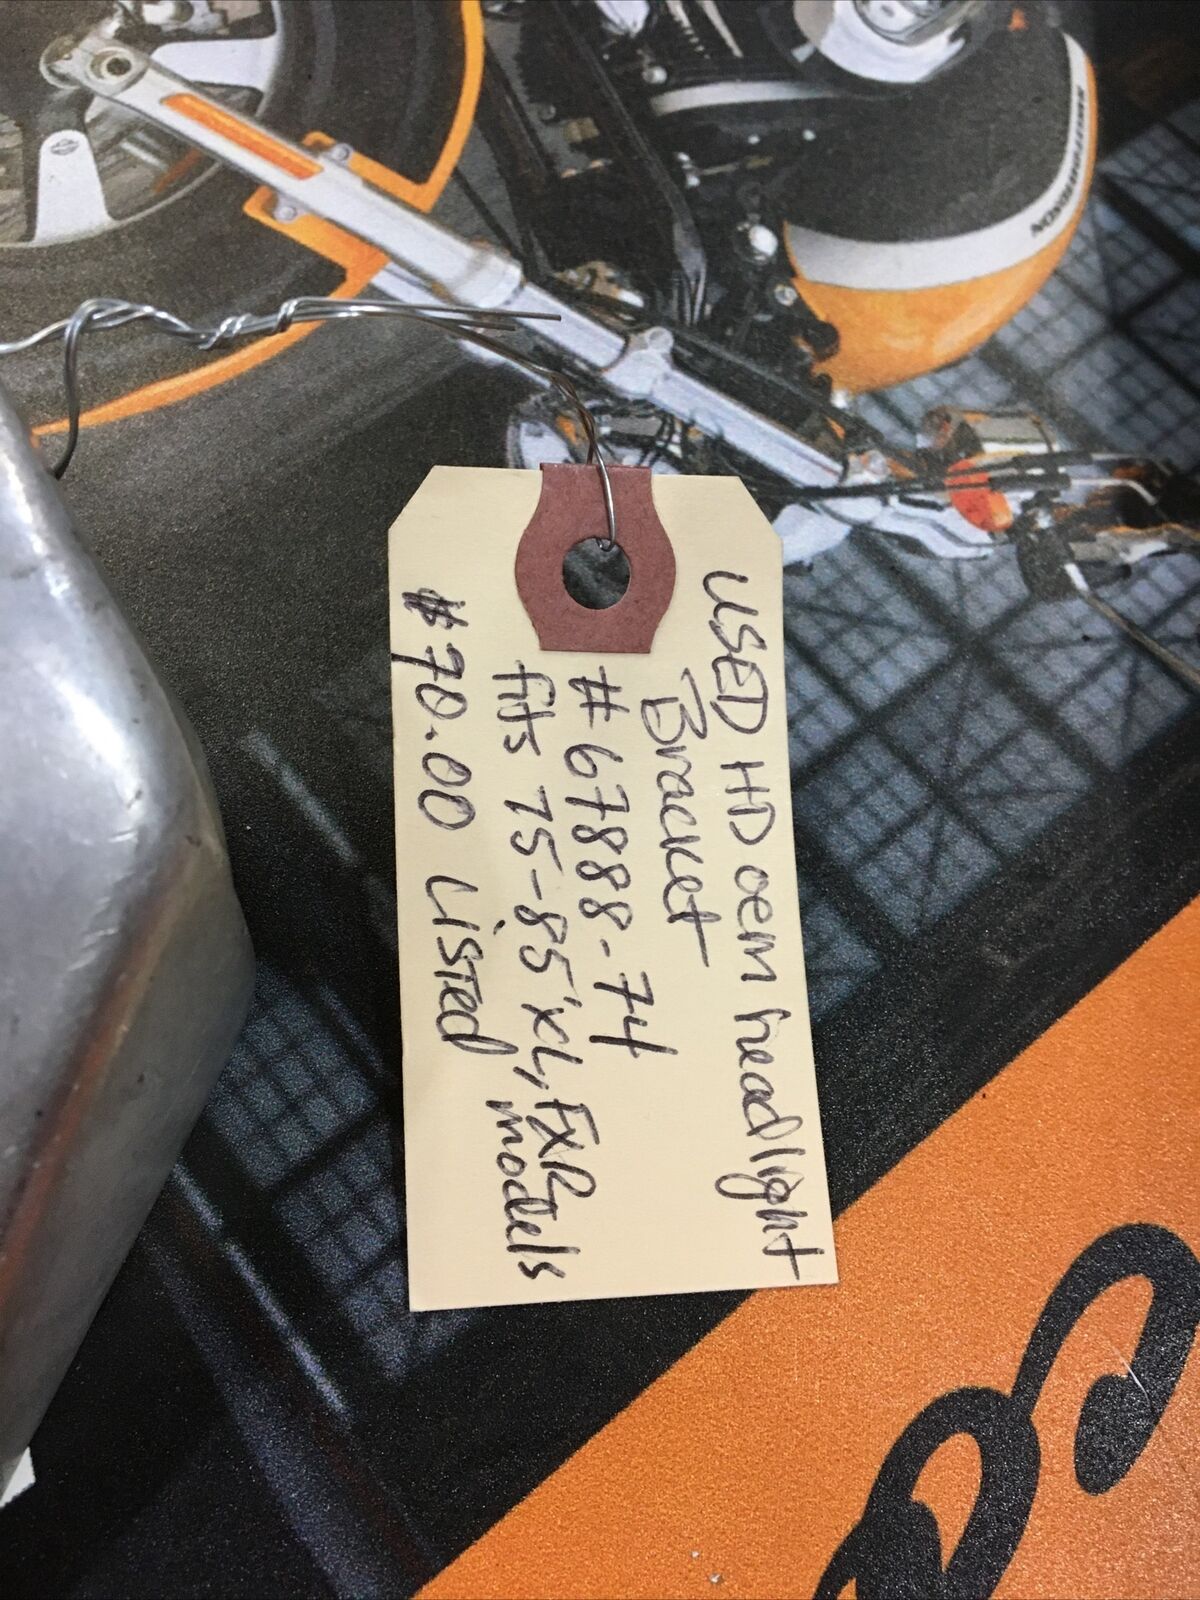 USED HD oem headlight
Bracket
# 67888-74
fits 75-85 XL, FXR models
$70.00 Listed